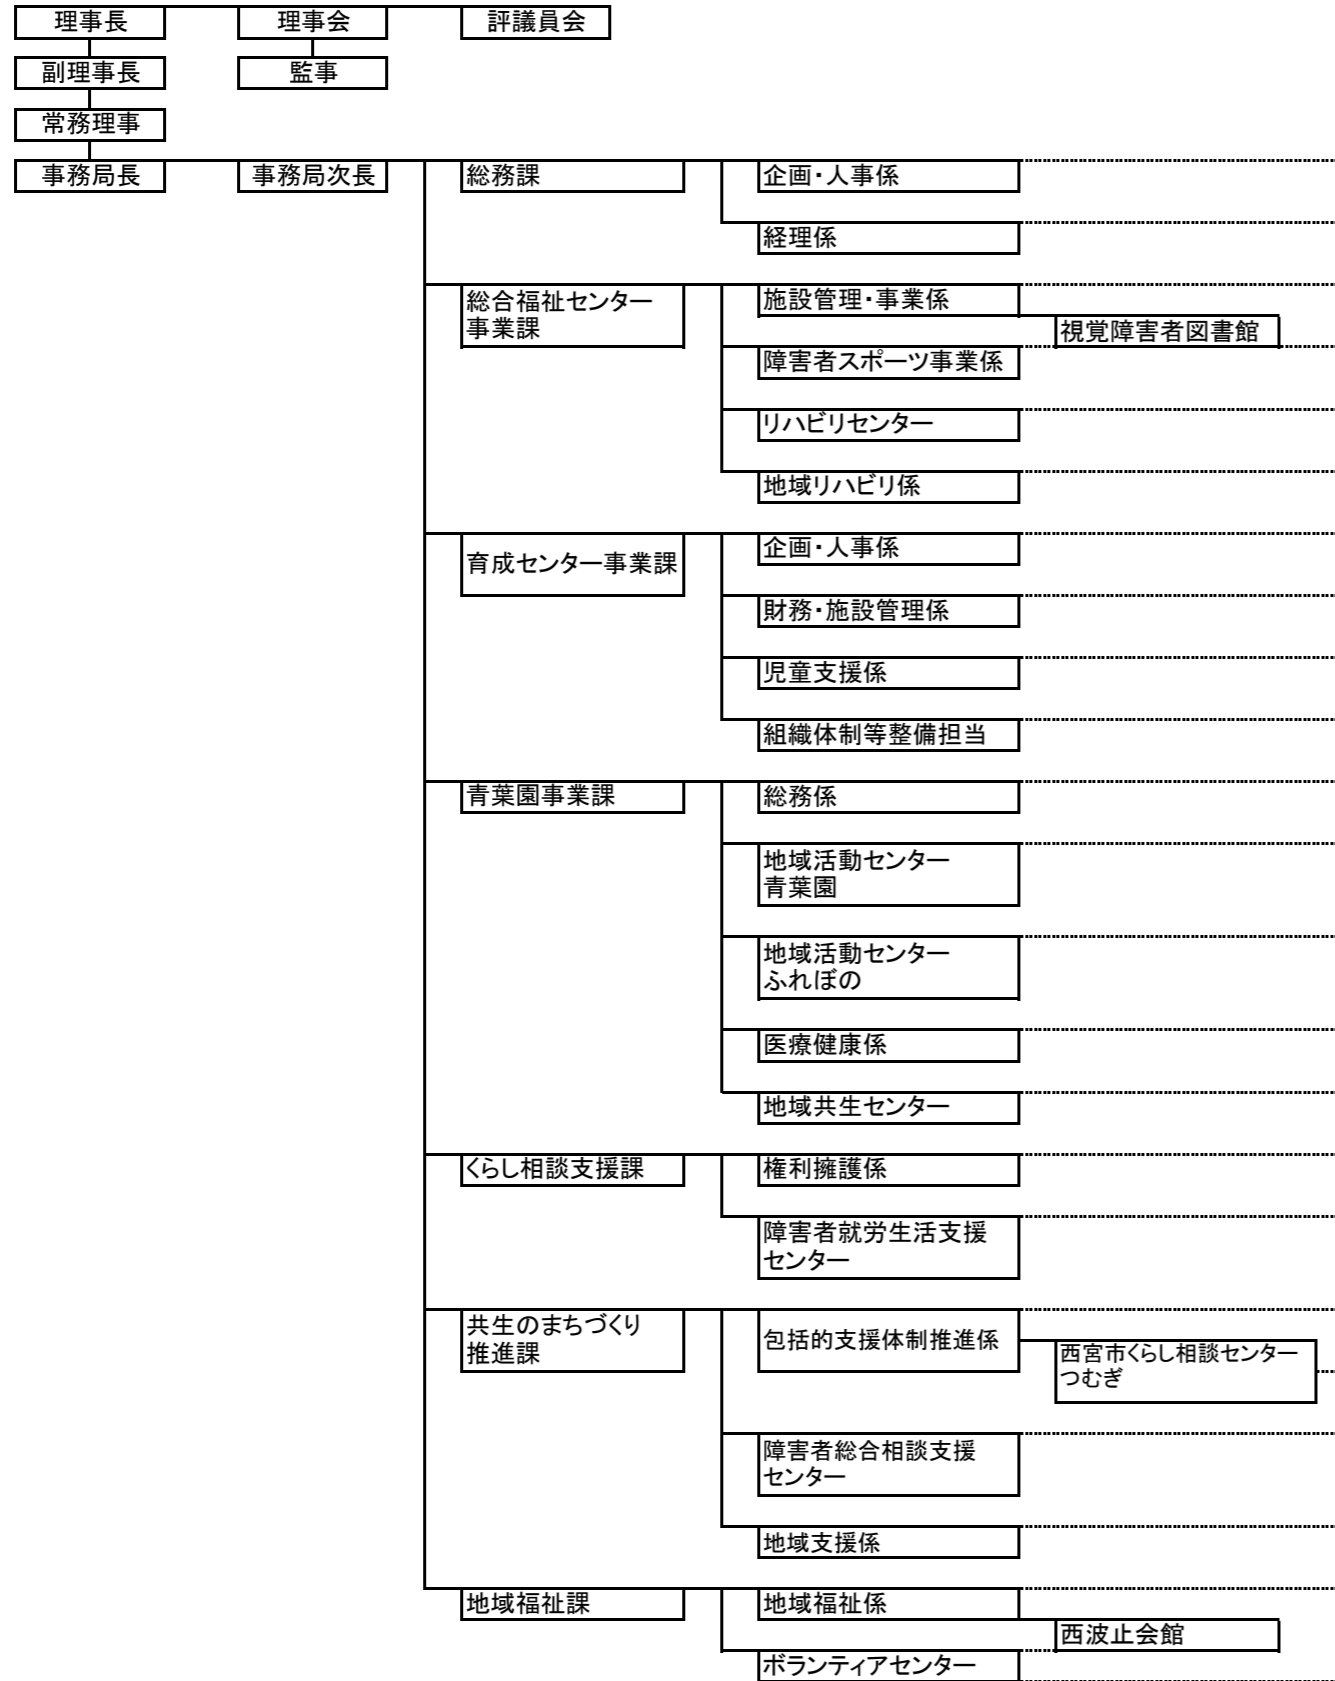 理事長
理事会
評議員会
副理事長
監事
常務理事
事務局長
事務局次長
総務課
企画・人事係
経理係
総合福祉センター
事業課
施設管理・事業係
視覚障害者図書館
障害者スポーツ事業係
リハビリセンター
地域リハビリ係
育成センター事業課
企画・人事係
財務・施設管理係
児童支援係
組織体制等整備担当
青葉園事業課
総務係
地域活動センター
青葉園
地域活動センター
ふれぼの
医療健康係
地域共生センター
くらし相談支援課
権利擁護係
障害者就労生活支援
センター
共生のまちづくり
推進課
包括的支援体制推進係
西宮市くらし相談センター
つむぎ
障害者総合相談支援
センター
地域支援係
地域福祉課
地域福祉係
西波止会館
ボランティアセンター